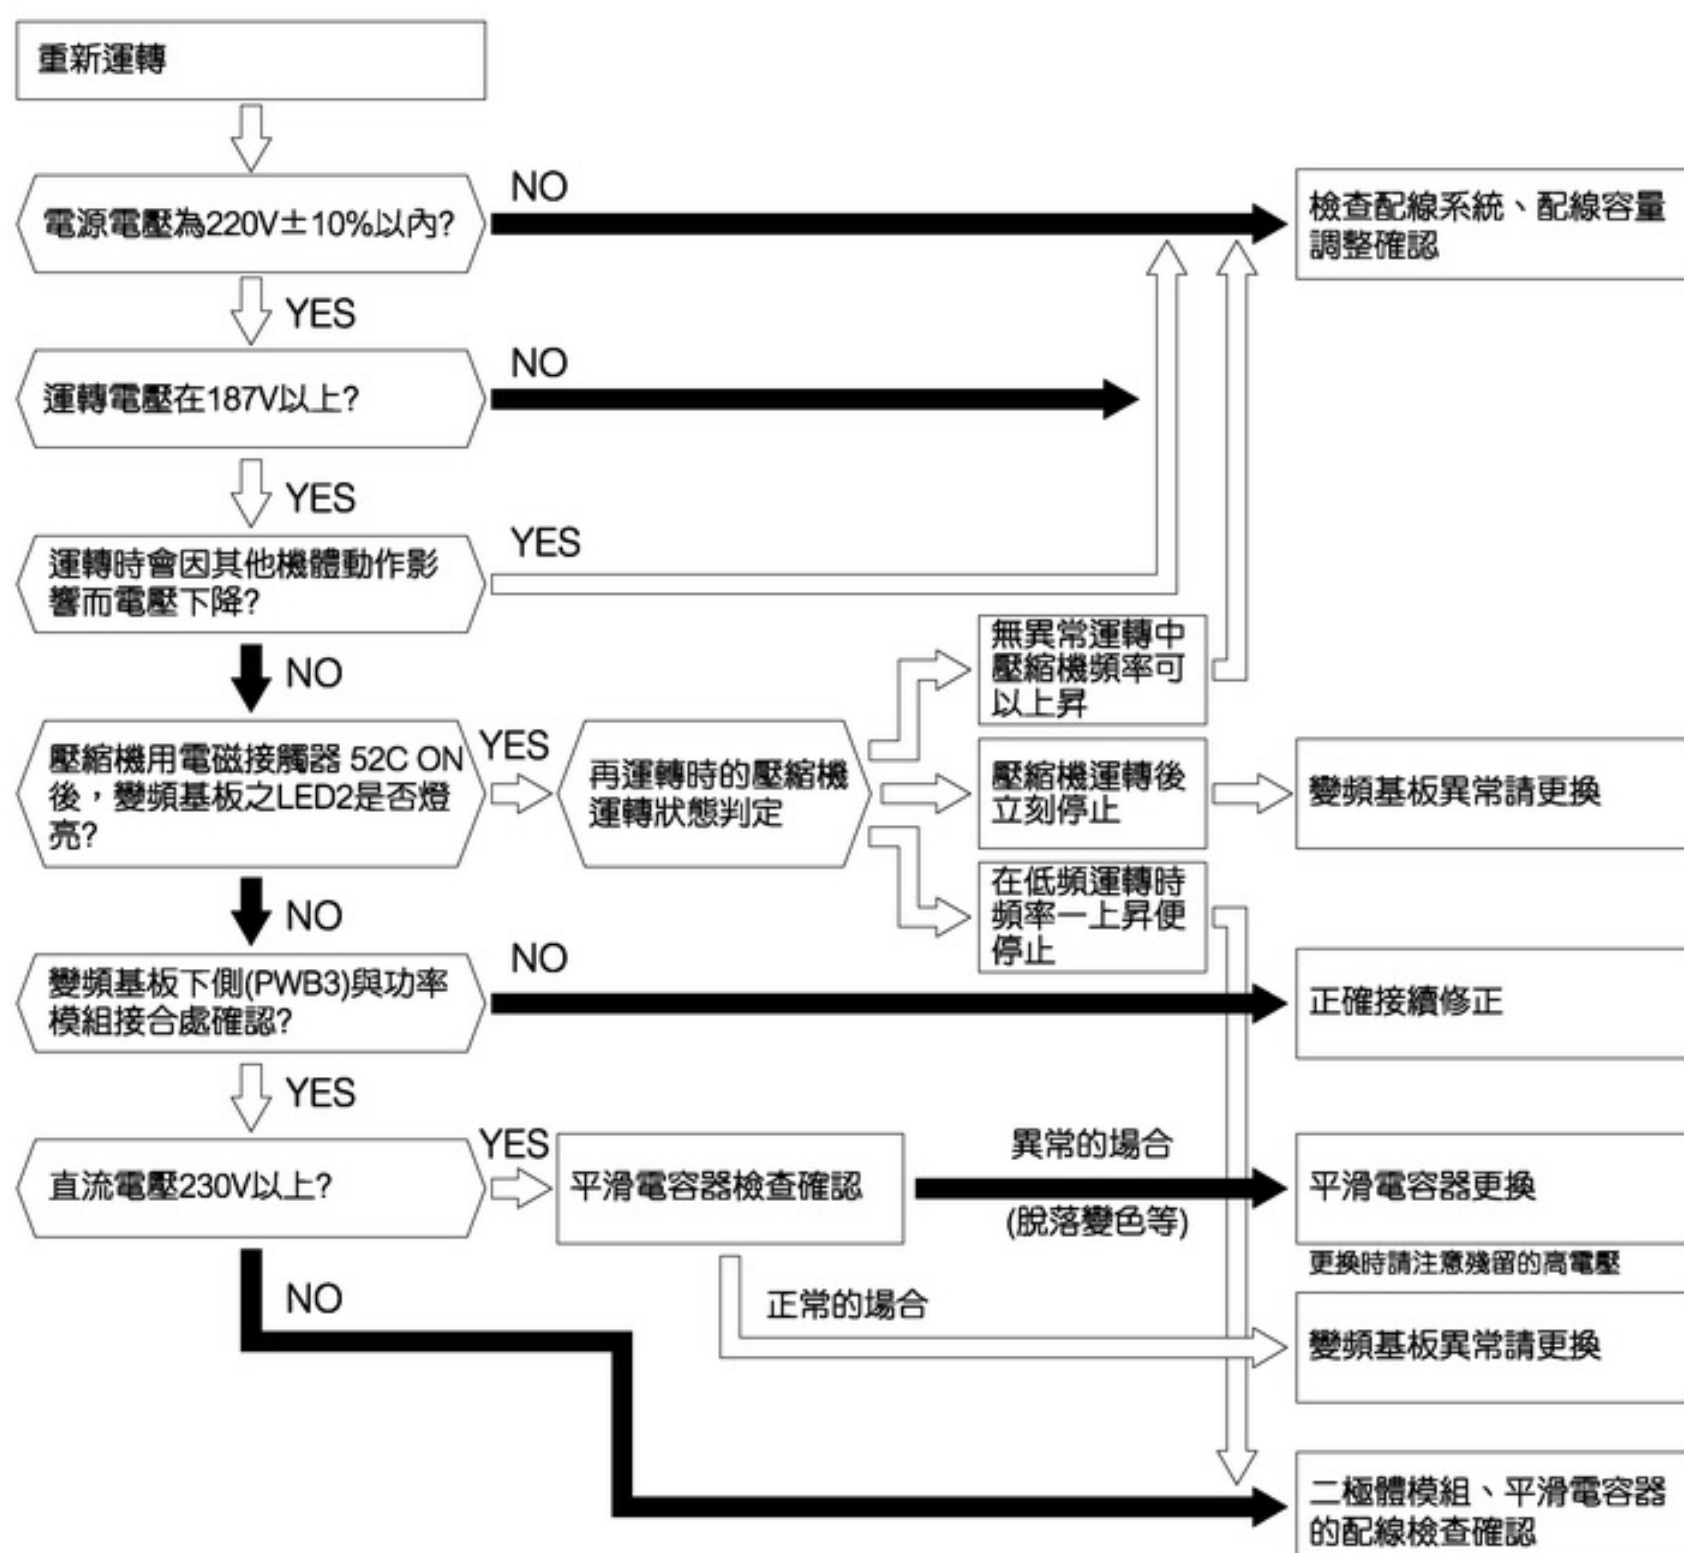 重新運轉
電源電壓為220V±10%以內?
NO
檢查配線系統、配線容量
調整確認
YES
運轉電壓在187V以上?
NO
YES
運轉時會因其他機體動作影
響而電壓下降?
YES
NO
無異常運轉中
壓縮機頻率可
以上昇
壓縮機用電磁接觸器 52C ON
後，變頻基板之LED2是否燈
亮?
YES
再運轉時的壓縮機
運轉狀態判定
壓縮機運轉後
立刻停止
變頻基板異常請更換
在低頻運轉時
頻率一上昇便
停止
NO
變頻基板下側(PWB3)與功率
模組接合處確認?
NO
正確接續修正
YES
直流電壓230V以上?
YES
平滑電容器檢查確認
異常的場合
(脫落變色等)
平滑電容器更換
更換時請注意殘留的高電壓
NO
正常的場合
變頻基板異常請更換
二極體模組、平滑電容器
的配線檢查確認